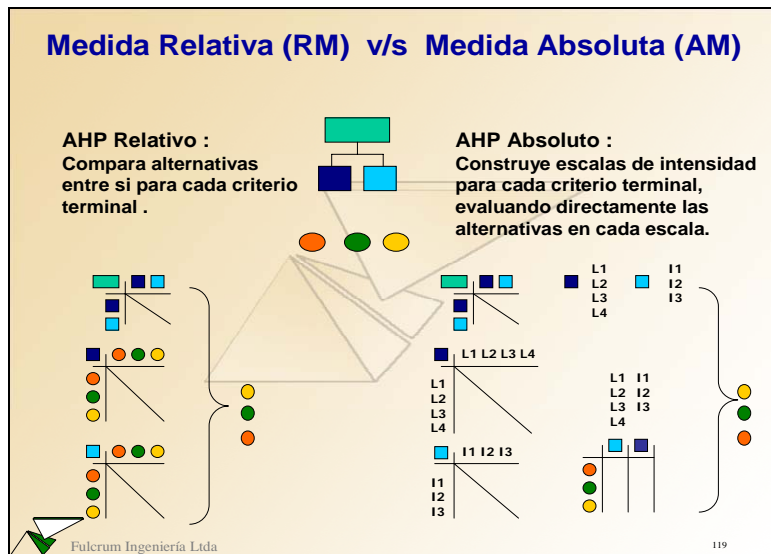 Medida Relativa (RM) v/s Medida Absoluta (AM)
AHP Relativo :
Compara alternativas
entre si para cada criterio
terminal .
AHP Absoluto :
Construye escalas de intensidad
para cada criterio terminal,
evaluando directamente las
alternativas en cada escala.
L1
L2
L3
L4
I1
I2
I3
L1 L2 L3 L4
L1
L2
L3
L4
I1 I2 I3
I1
I2
I3
L1 I1
L2 I2
L3 I3
L4
Fulcrum Ingeniería Ltda
119